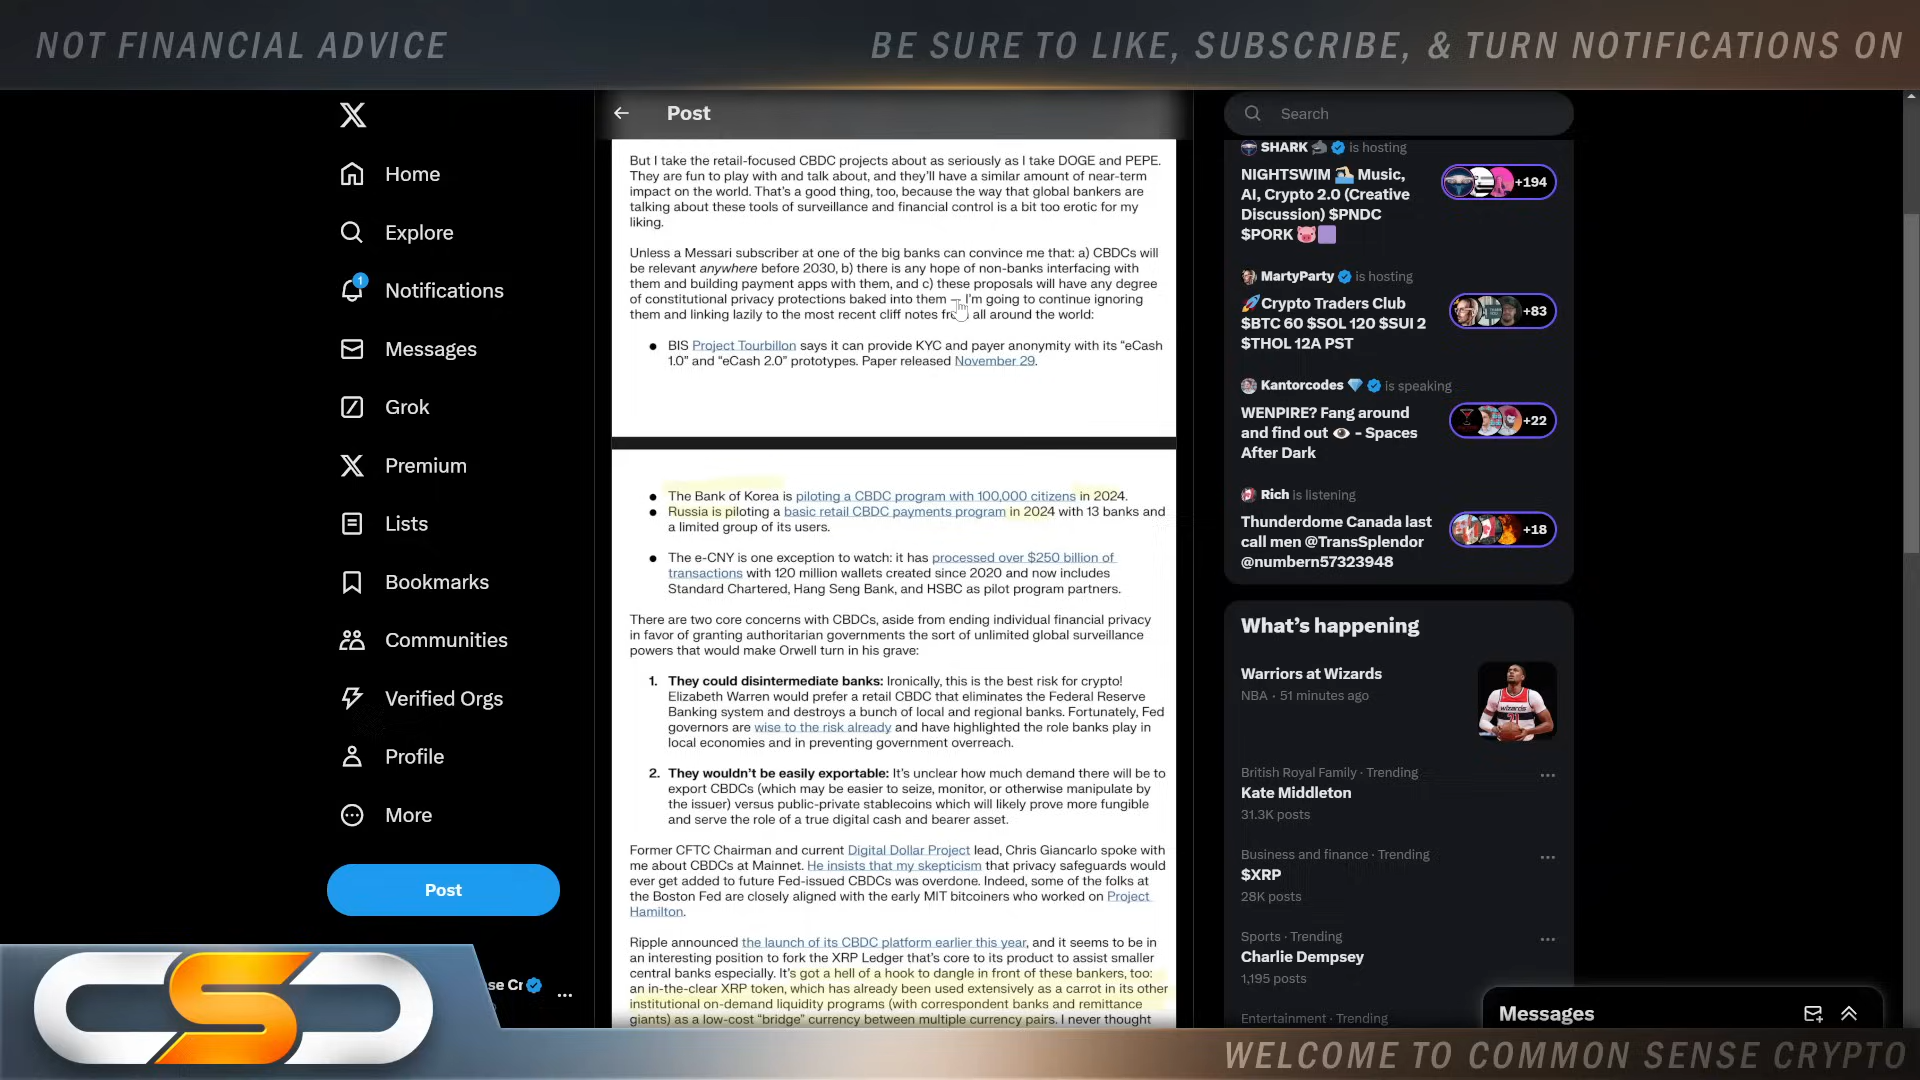 NOT FINANCIAL ADVICE
BE SURE TO LIKE, SUBSCRIBE, & TURN NOTIFICATIONS ON
Home
Explore
1
Notifications
Messages
Grok
Premium
Lists
Bookmarks
Communities
Verified Orgs
Profile
More
Post
se Cr
Post
But I take the retail-focused CBDC projects about as seriously as I take DOGE and PEPE.
They are fun to play with and talk about, and they'll have a similar amount of near-term
impact on the world. That's a good thing, too, because the way that global bankers are
talking about these tools of surveillance and financial control is a bit too erotic for my
liking.
Unless a Messari subscriber at one of the big banks can convince me that: a) CBDCs will
be relevant anywhere before 2030, b) there is any hope of non-banks interfacing with
them and building payment apps with them, and c) these proposals will have any degree
of constitutional privacy protections baked into them – I'm going to continue ignoring
them and linking lazily to the most recent cliff notes from all around the world:
● BIS Project Tourbillon says it can provide KYC and payer anonymity with its “eCash
1.0” and “eCash 2.0” prototypes. Paper released November 29.
● The Bank of Korea is piloting a CBDC program with 100,000 citizens in 2024.
● Russia is piloting a basic retail CBDC payments program in 2024 with 13 banks and
a limited group of its users.
● The e-CNY is one exception to watch: it has processed over $250 billion of
transactions with 120 million wallets created since 2020 and now includes
Standard Chartered, Hang Seng Bank, and HSBC as pilot program partners.
There are two core concerns with CBDCs, aside from ending individual financial privacy
in favor of granting authoritarian governments the sort of unlimited global surveillance
powers that would make Orwell turn in his grave:
1. They could disintermediate banks: Ironically, this is the best risk for crypto!
Elizabeth Warren would prefer a retail CBDC that eliminates the Federal Reserve
Banking system and destroys a bunch of local and regional banks. Fortunately, Fed
governors are wise to the risk already and have highlighted the role banks play in
local economies and in preventing government overreach.
2. They wouldn't be easily exportable: It's unclear how much demand there will be to
export CBDCs (which may be easier to seize, monitor, or otherwise manipulate by
the issuer) versus public-private stablecoins which will likely prove more fungible
and serve the role of a true digital cash and bearer asset.
Former CFTC Chairman and current Digital Dollar Project lead, Chris Giancarlo spoke with
me about CBDCs at Mainnet. He insists that my skepticism that privacy safeguards would
ever get added to future Fed-issued CBDCs was overdone. Indeed, some of the folks at
the Boston Fed are closely aligned with the early MIT bitcoiners who worked on Project
Hamilton.
Ripple announced the launch of its CBDC platform earlier this year, and it seems to be in
an interesting position to fork the XRP Ledger that's core to its product to assist smaller
central banks especially. It's got a hell of a hook to dangle in front of these bankers, too:
an in-the-clear XRP token, which has already been used extensively as a carrot in its other
institutional on-demand liquidity programs (with correspondent banks and remittance
giants) as a low-cost “bridge” currency between multiple currency pairs. I never thought
Search
SHARK is hosting
NIGHTSWIM Music,
AI, Crypto 2.0 (Creative
Discussion) $PNDC
$PORK
+194
MartyParty is hosting
Crypto Traders Club
$BTC 60 $SOL 120 $SUI 2
$THOL 12A PST
+83
Kantorcodes is speaking
WENPIRE? Fang around
and find out - Spaces
After Dark
+22
Rich is listening
Thunderdome Canada last
call men @TransSplendor
@numbern57323948
+18
What's happening
Warriors at Wizards
NBA · 51 minutes ago
British Royal Family · Trending
Kate Middleton
31.3K posts
Business and finance · Trending
$XRP
28K posts
Sports · Trending
Charlie Dempsey
1,195 posts
Entertainment · Trending
Messages
CSC
WELCOME TO COMMON SENSE CRYPTO